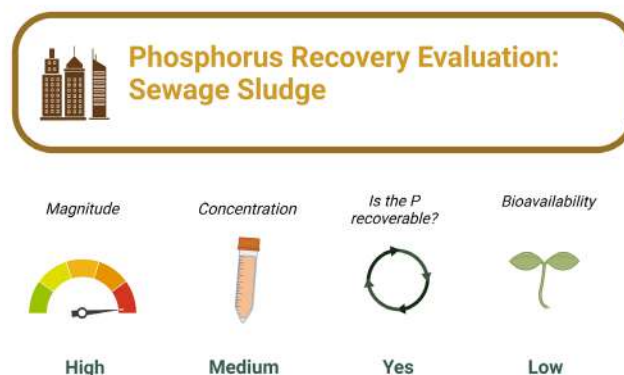 Phosphorus Recovery Evaluation:
Sewage Sludge
Magnitude
Concentration
Is the P
recoverable?
Bioavailability
High
Medium
Yes
Low